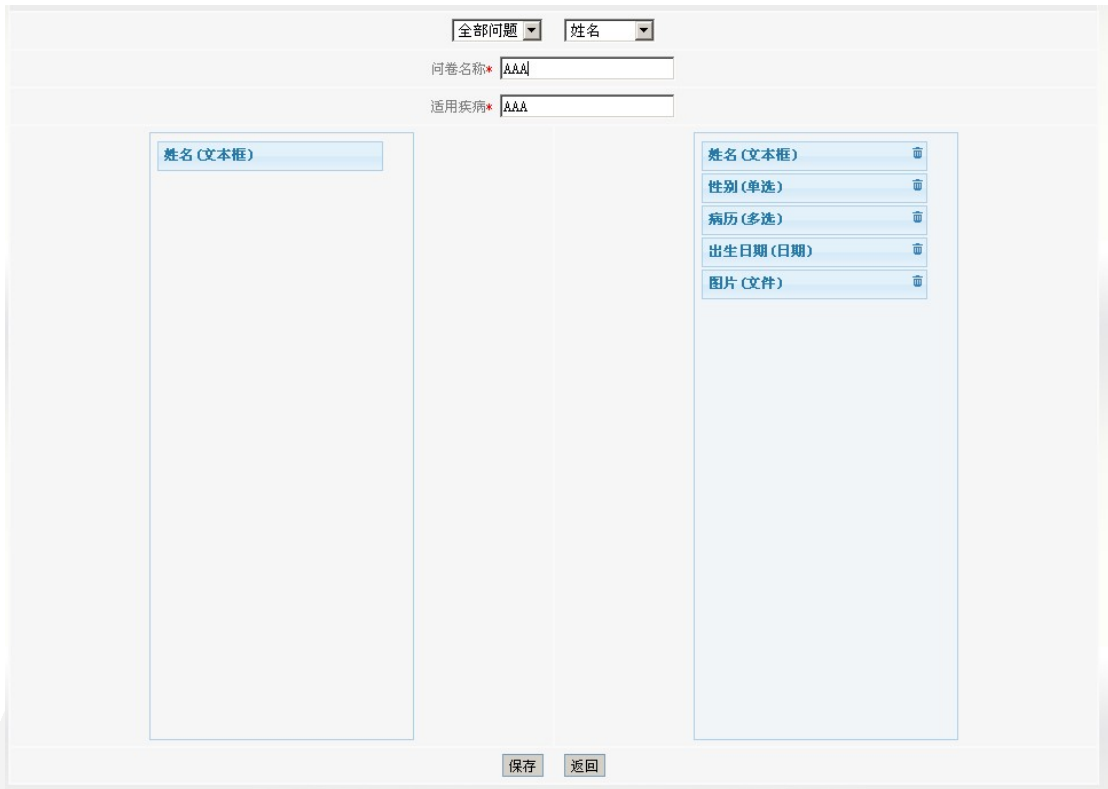 全部问题 姓名
问卷名称* AAA
适用疾病* AAA
姓名(文本框)
姓名(文本框)
性别(单选)
病历(多选)
出生日期(日期)
图片(文件)
保存 返回